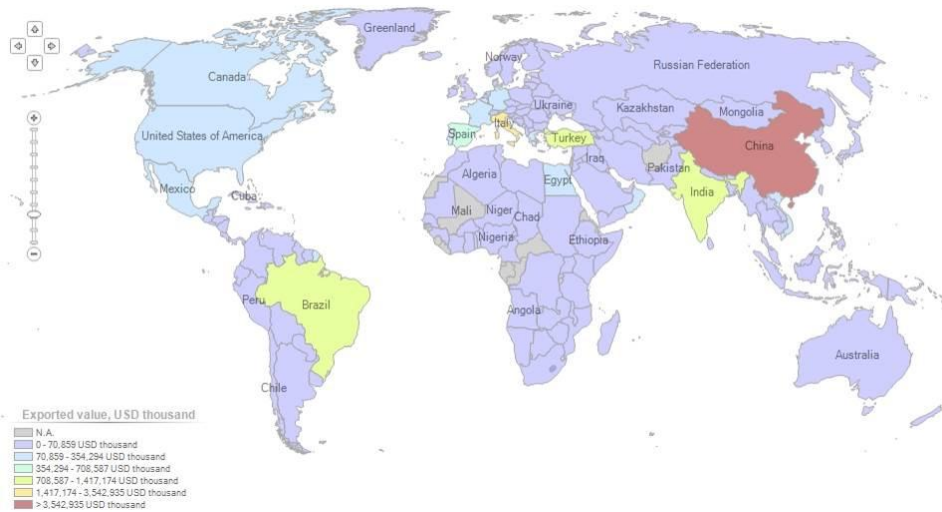 Greenland
Norway
Russian Federation
Canada
Ukraine
Kazakhstan
Mongolia
Italy
United States of America
Spain
Turkey
China
Iraq
Pakistan
Algeria
Egypt
Mexico
India
Cuba
Mali
Niger
Chad
Nigeria
Ethiopia
Peru
Brazil
Angola
Australia
Chile
Exported value, USD thousand
N.A.
0 - 70,859 USD thousand
70,859 - 354,294 USD thousand
354,294 - 708,587 USD thousand
708,587 - 1,417,174 USD thousand
1,417,174 - 3,542,935 USD thousand
> 3,542,935 USD thousand